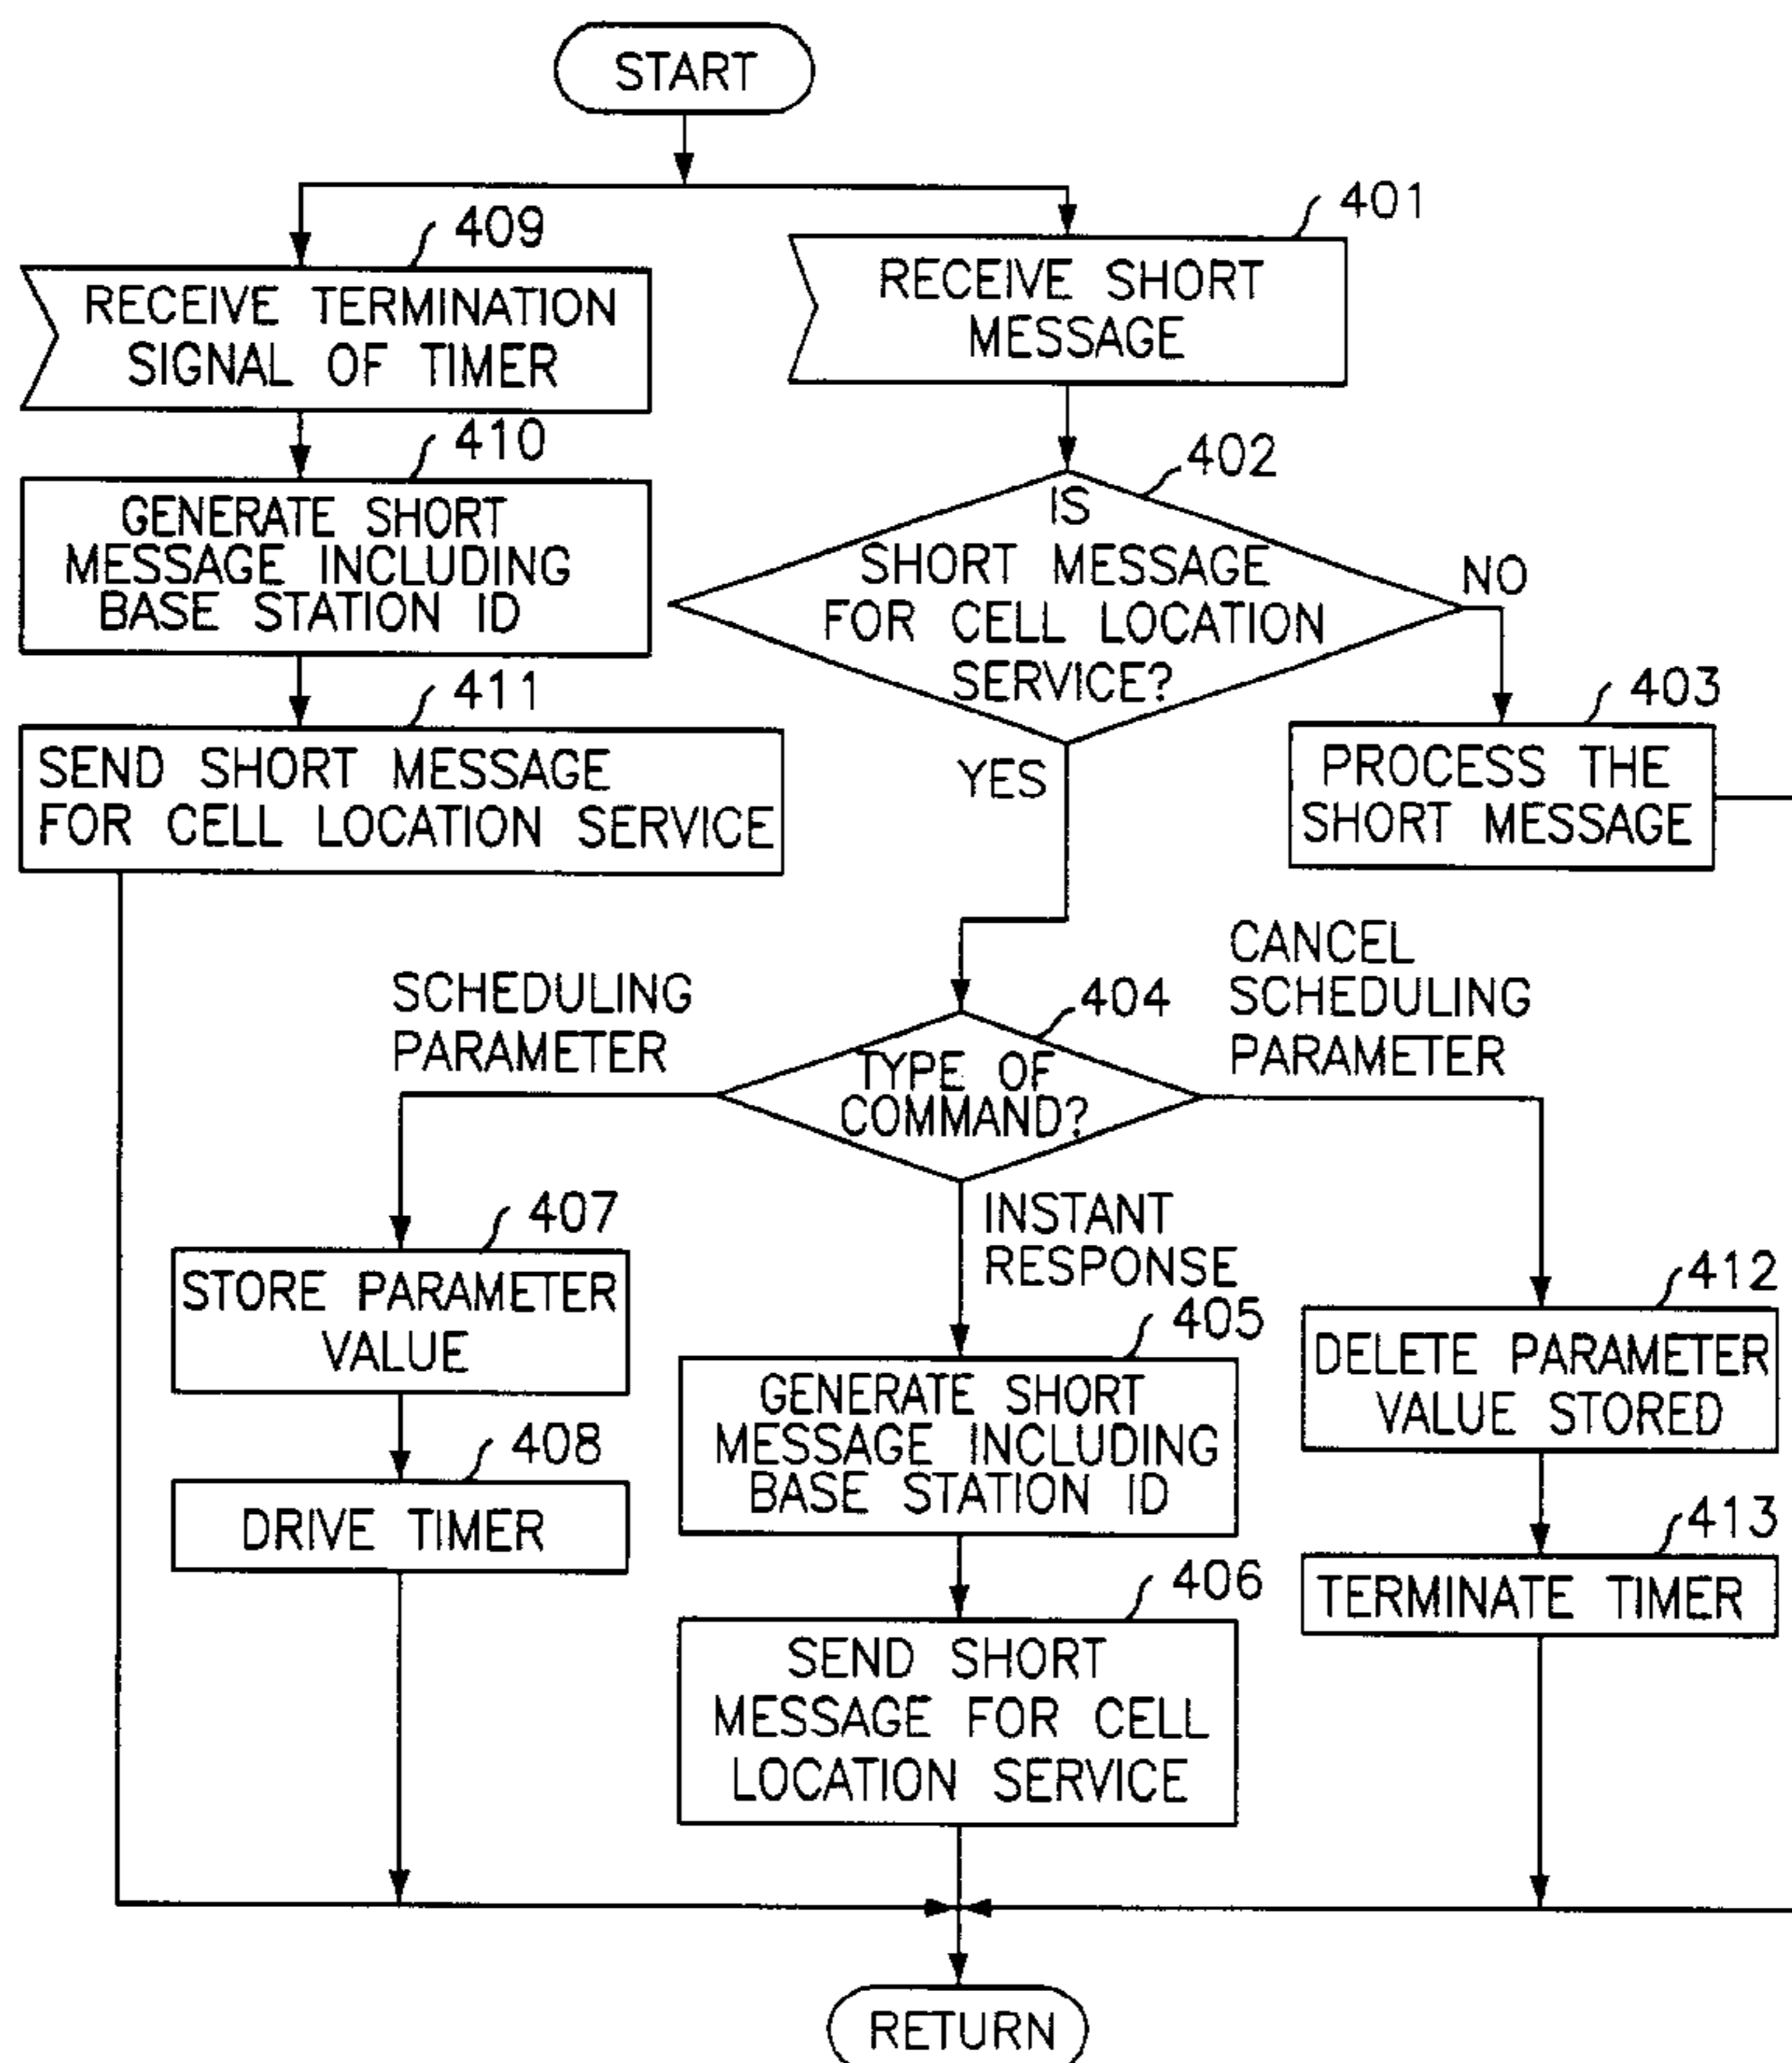 START
409
RECEIVE TERMINATION
SIGNAL OF TIMER
401
RECEIVE SHORT
MESSAGE
410
GENERATE SHORT
MESSAGE INCLUDING
BASE STATION ID
402
IS
SHORT MESSAGE
FOR CELL LOCATION
SERVICE?
NO
YES
411
SEND SHORT MESSAGE
FOR CELL LOCATION SERVICE
403
PROCESS THE
SHORT MESSAGE
SCHEDULING
PARAMETER
404
TYPE OF
COMMAND?
CANCEL
SCHEDULING
PARAMETER
INSTANT
RESPONSE
407
STORE PARAMETER
VALUE
408
DRIVE TIMER
405
GENERATE SHORT
MESSAGE INCLUDING
BASE STATION ID
406
SEND SHORT
MESSAGE FOR CELL
LOCATION SERVICE
412
DELETE PARAMETER
VALUE STORED
413
TERMINATE TIMER
RETURN